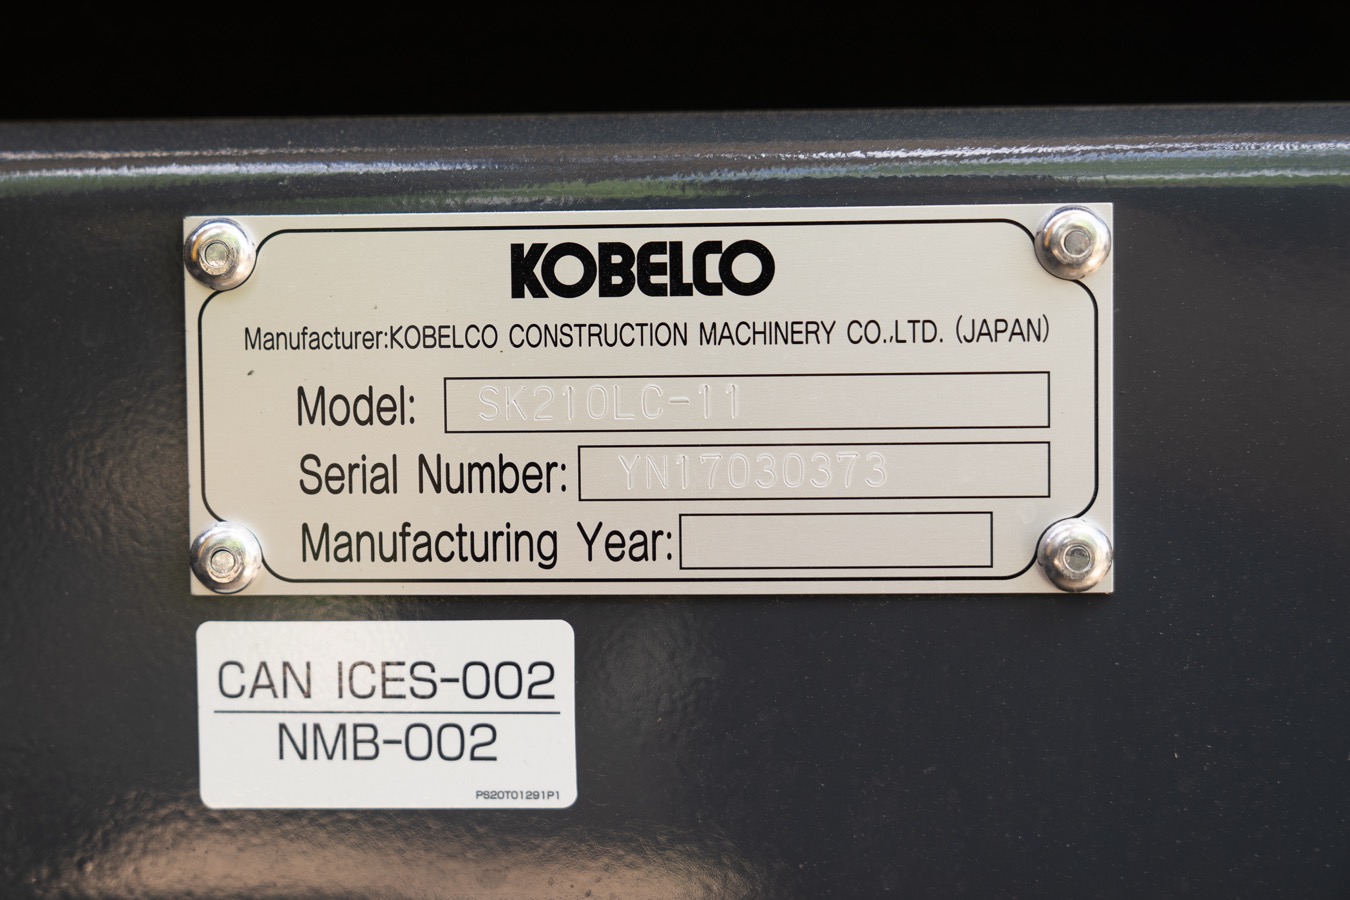 KOBELCO
Manufacturer:KOBELCO CONSTRUCTION MACHINERY CO.,LTD. (JAPAN)
Model: SK210LC-11
Serial Number: YN17030373
Manufacturing Year:
CAN ICES-002
NMB-002
PS20T01291P1